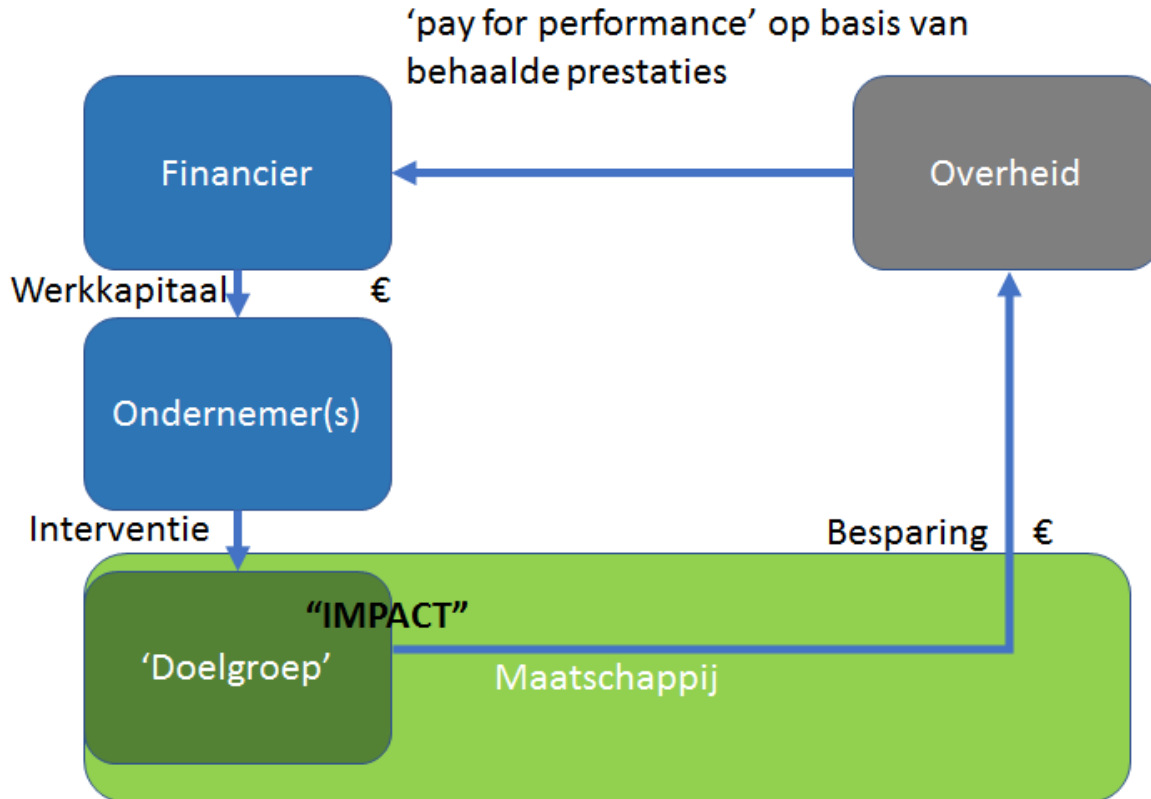 ‘pay for performance’ op basis van
behaalde prestaties
Financier
Overheid
Werkkapitaal €
Ondernemer(s)
Interventie
Besparing €
“IMPACT”
‘Doelgroep’
Maatschappij